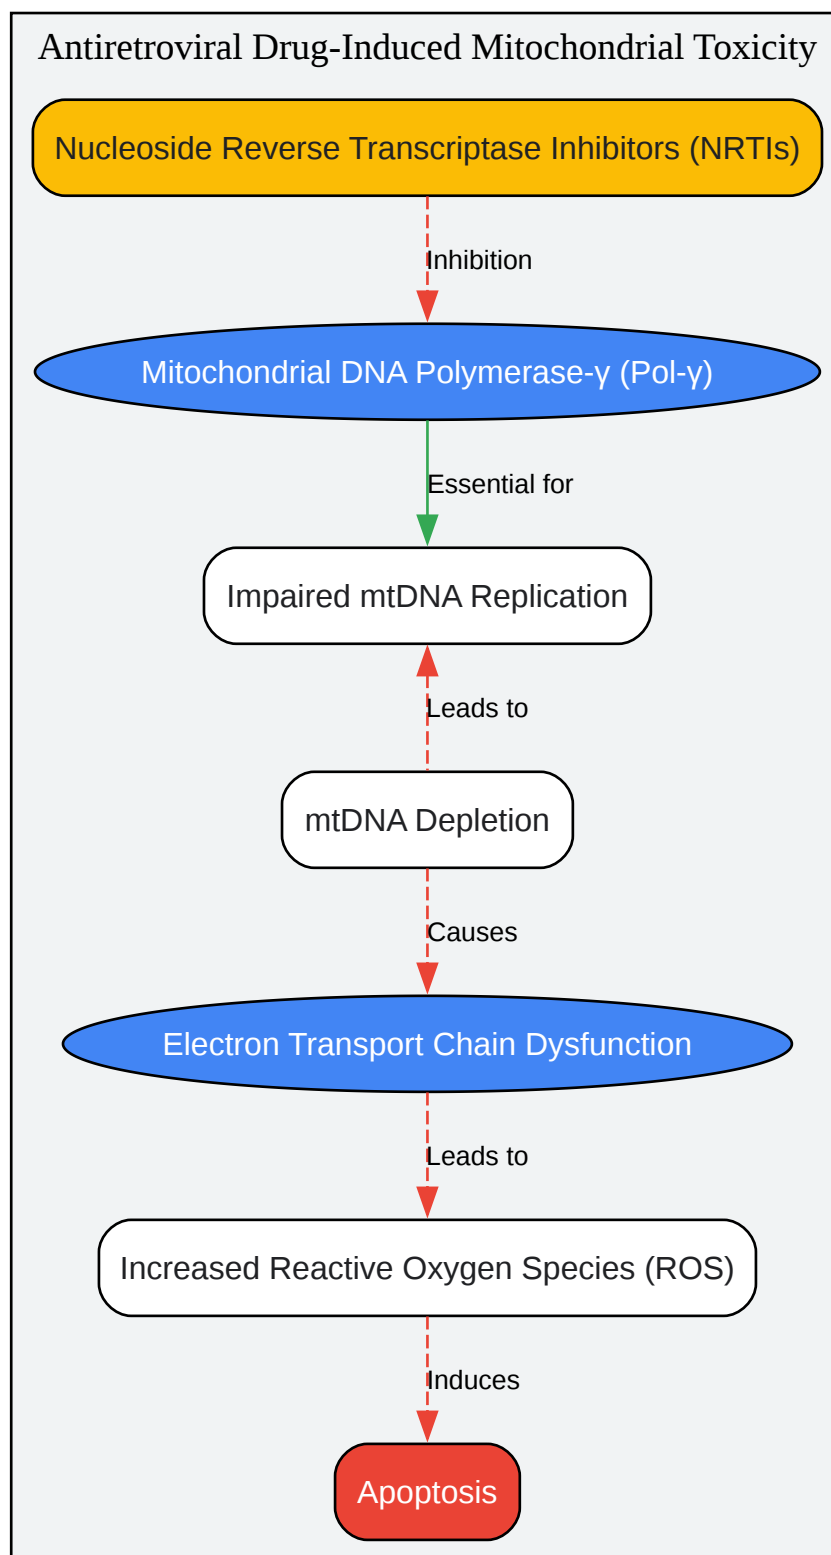 Antiretroviral Drug-Induced Mitochondrial Toxicity
Nucleoside Reverse Transcriptase Inhibitors (NRTIs)
Inhibition
Mitochondrial DNA Polymerase-γ (Pol-γ)
Essential for
Impaired mtDNA Replication
Leads to
mtDNA Depletion
Causes
Electron Transport Chain Dysfunction
Leads to
Increased Reactive Oxygen Species (ROS)
Induces
Apoptosis